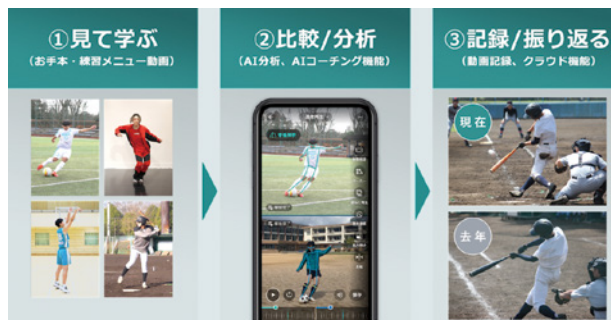 ①見て学ぶ
(お手本・練習メニュー動画)
②比較/分析
(AI分析、AIコーチング機能)
③記録/振り返る
(動画記録、クラウド機能)
現在
去年